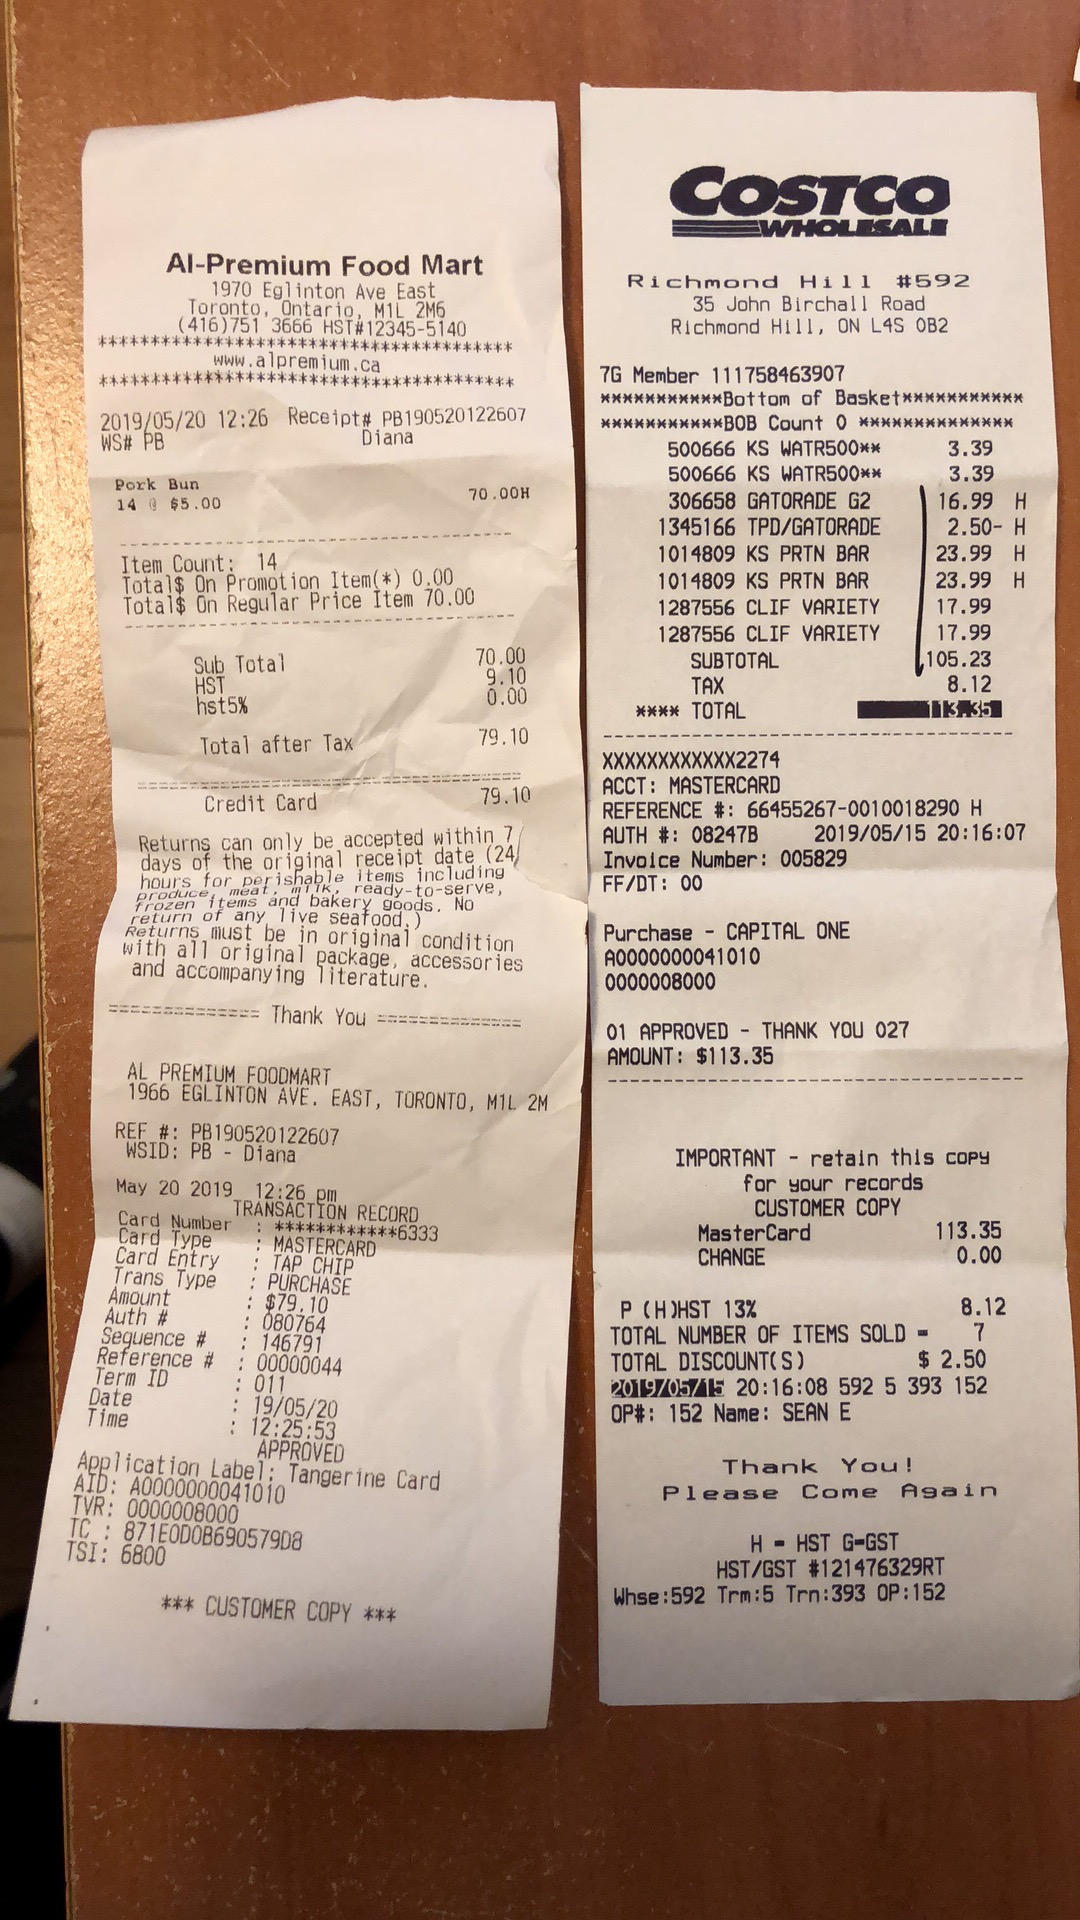 Al-Premium Food Mart
1970 Eglinton Ave East
Toronto, Ontario, M1L 2M6
(416)751 3666 HST#12345-5140
****************************************
www.alpremium.ca
****************************************
2019/05/20 12:26 Receipt# PB190520122607
WS# PB Diana
Pork Bun
14 @ $5.00 70.00H
Item Count: 14
Total$ On Promotion Item(*) 0.00
Total$ On Regular Price Item 70.00
Sub Total 70.00
HST 9.10
hst5% 0.00
Total after Tax 79.10
Credit Card 79.10
Returns can only be accepted within 7
days of the original receipt date (24
hours for perishable items including
produce, meat, milk, ready-to-serve,
frozen items and bakery goods. No
return of any live seafood.)
Returns must be in original condition
with all original package, accessories
and accompanying literature.
============== Thank You ==============
AL PREMIUM FOODMART
1966 EGLINTON AVE. EAST, TORONTO, M1L 2M
REF #: PB190520122607
WSID: PB - Diana
May 20 2019 12:26 pm
TRANSACTION RECORD
Card Number : ************6333
Card Type : MASTERCARD
Card Entry : TAP CHIP
Trans Type : PURCHASE
Amount : $79.10
Auth # : 080764
Sequence # : 146791
Reference # : 00000044
Term ID : 011
Date : 19/05/20
Time : 12:25:53
APPROVED
Application Label: Tangerine Card
AID: A0000000041010
TVR: 0000008000
TC : 871E0D0B690579D8
TSI: 6800
*** CUSTOMER COPY ***
COSTCO
WHOLESALE
Richmond Hill #592
35 John Birchall Road
Richmond Hill, ON L4S 0B2
7G Member 111758463907
***********Bottom of Basket***********
***********BOB Count 0 **************
500666 KS WATR500** 3.39
500666 KS WATR500** 3.39
306658 GATORADE G2 16.99 H
1345166 TPD/GATORADE 2.50- H
1014809 KS PRTN BAR 23.99 H
1014809 KS PRTN BAR 23.99 H
1287556 CLIF VARIETY 17.99
1287556 CLIF VARIETY 17.99
SUBTOTAL 105.23
TAX 8.12
**** TOTAL 113.35
XXXXXXXXXXXX2274
ACCT: MASTERCARD
REFERENCE #: 66455267-0010018290 H
AUTH #: 08247B 2019/05/15 20:16:07
Invoice Number: 005829
FF/DT: 00
Purchase - CAPITAL ONE
A0000000041010
0000008000
01 APPROVED - THANK YOU 027
AMOUNT: $113.35
IMPORTANT - retain this copy
for your records
CUSTOMER COPY
MasterCard 113.35
CHANGE 0.00
P (H)HST 13% 8.12
TOTAL NUMBER OF ITEMS SOLD = 7
TOTAL DISCOUNT(S) $ 2.50
2019/05/15 20:16:08 592 5 393 152
OP#: 152 Name: SEAN E
Thank You!
Please Come Again
H = HST G=GST
HST/GST #121476329RT
Whse:592 Trm:5 Trn:393 OP:152